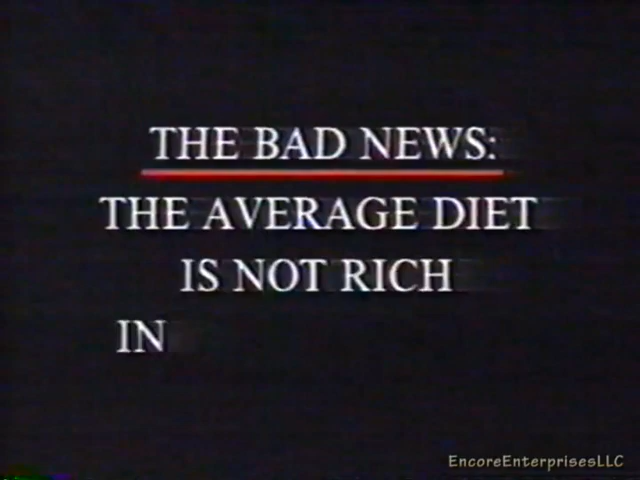 THE BAD NEWS:
THE AVERAGE DIET
IS NOT RICH
IN
EncoreEnterprisesLLC